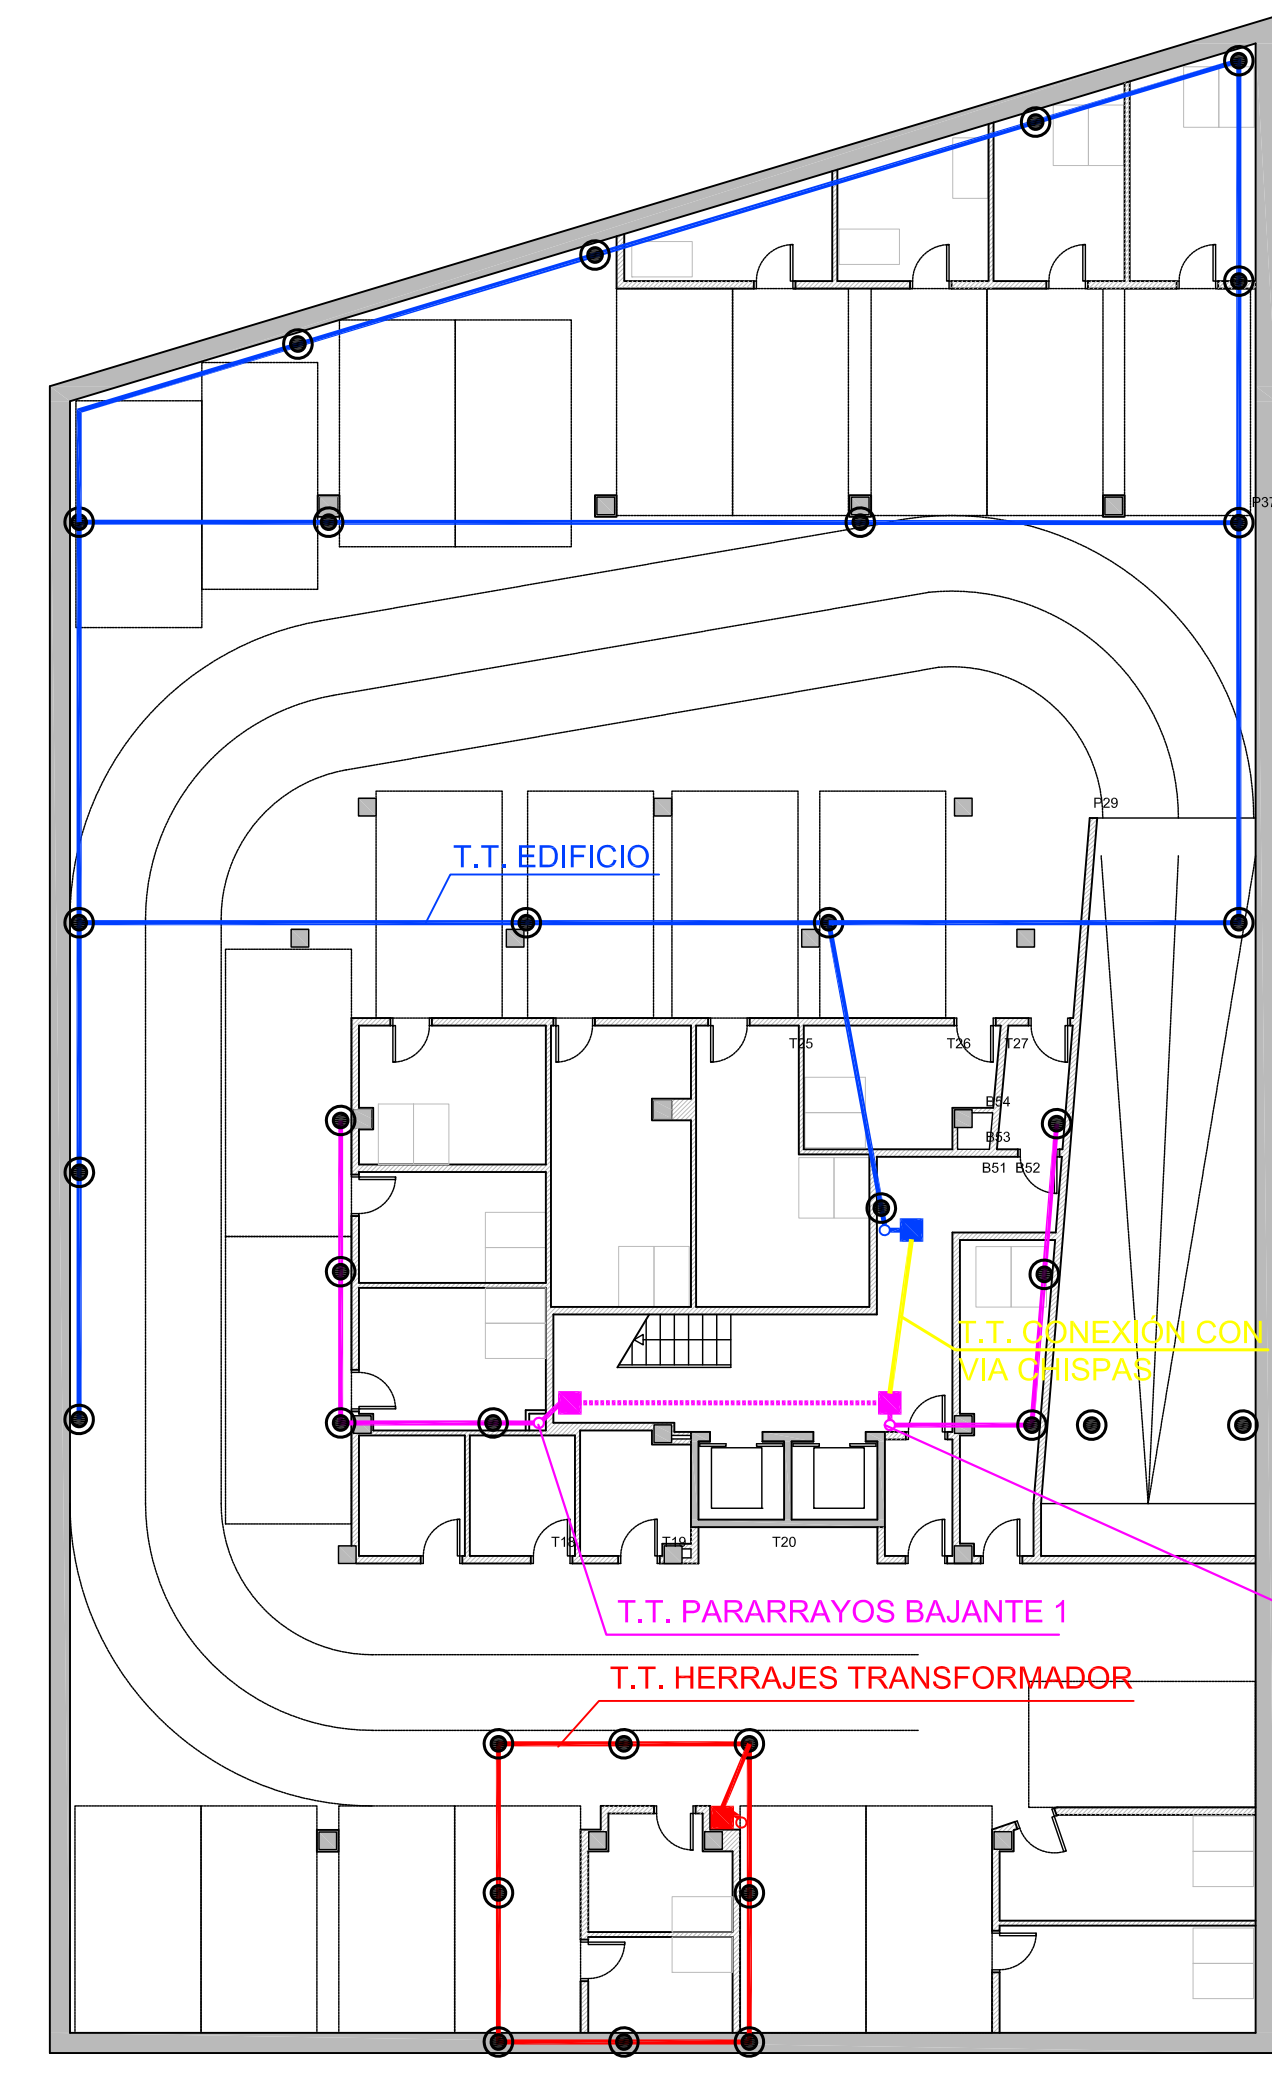 P37
P29
T.T. EDIFICIO
T25
T26
T27
B54
B53
B51
B52
T.T. CONEXIÓN CON
VIA CHISPAS
T18
T19
T20
T.T. PARARRAYOS BAJANTE 1
T.T. HERRAJES TRANSFORMADOR